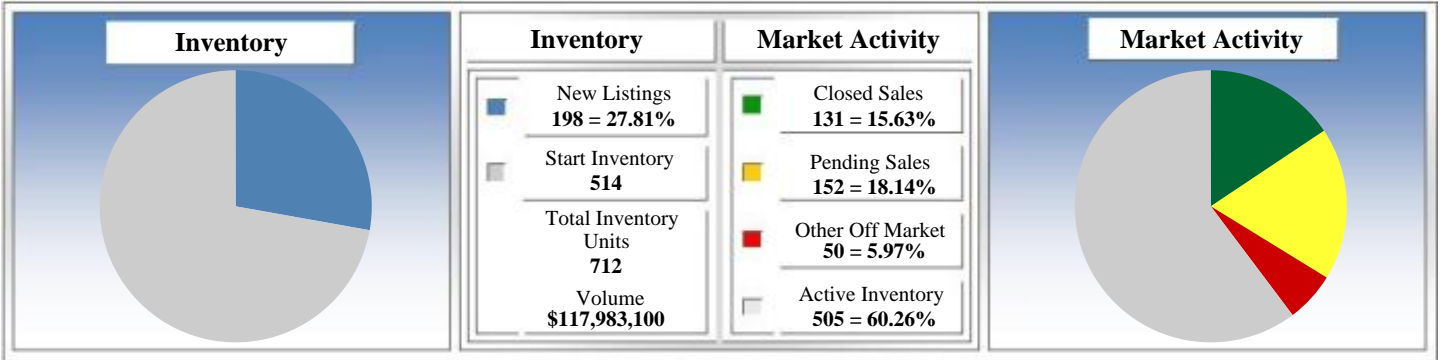 Inventory
Inventory
Market Activity
New Listings
198 = 27.81%
Start Inventory
514
Total Inventory
Units
712
Volume
$117,983,100
Closed Sales
131 = 15.63%
Pending Sales
152 = 18.14%
Other Off Market
50 = 5.97%
Active Inventory
505 = 60.26%
Market Activity